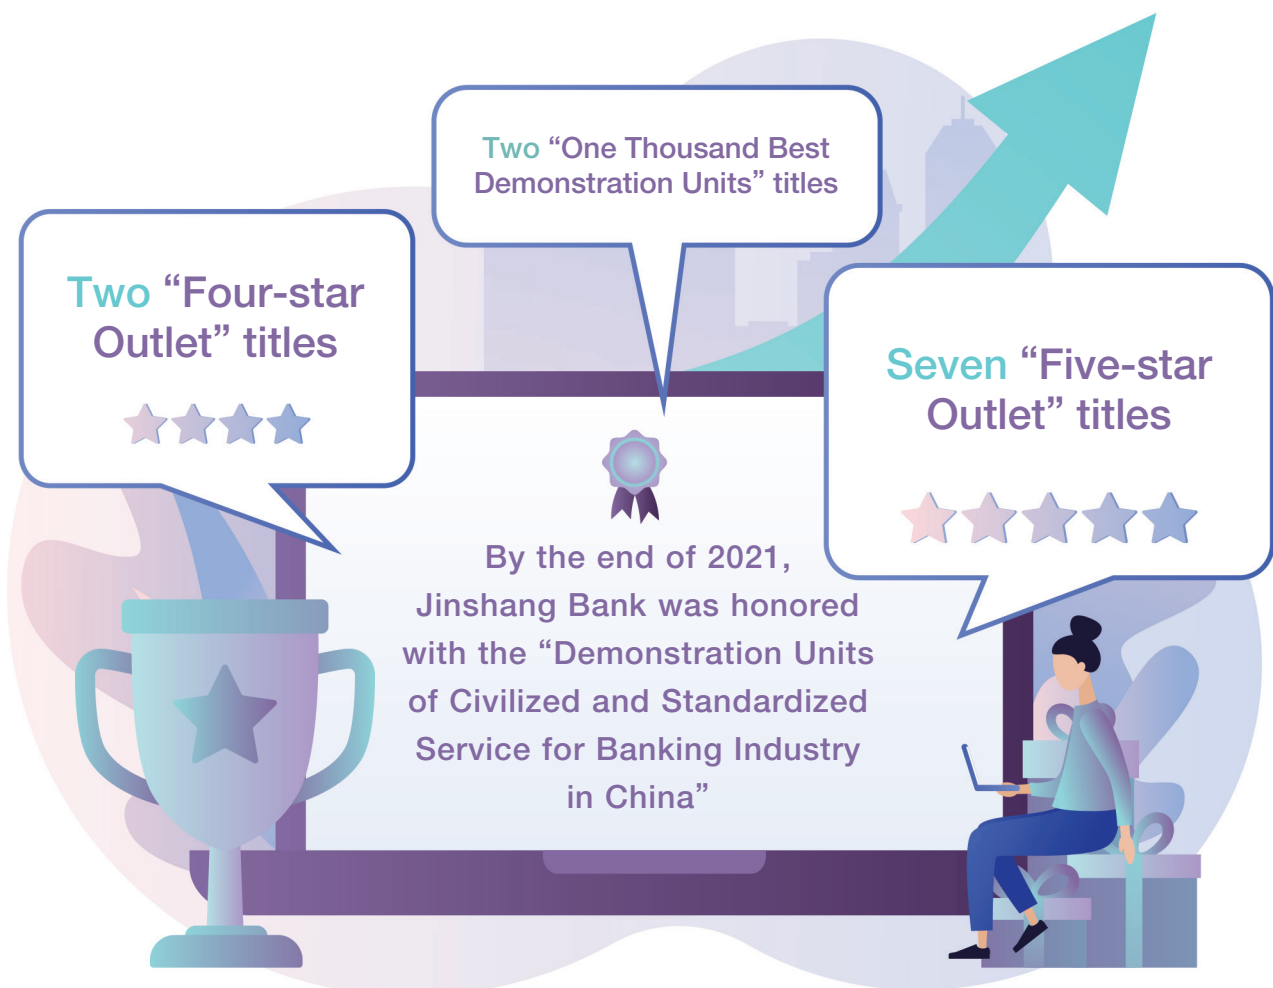 Two “One Thousand Best
Demonstration Units” titles
Two “Four-star
Outlet” titles
Seven “Five-star
Outlet” titles
By the end of 2021,
Jinshang Bank was honored
with the “Demonstration Units
of Civilized and Standardized
Service for Banking Industry
in China”